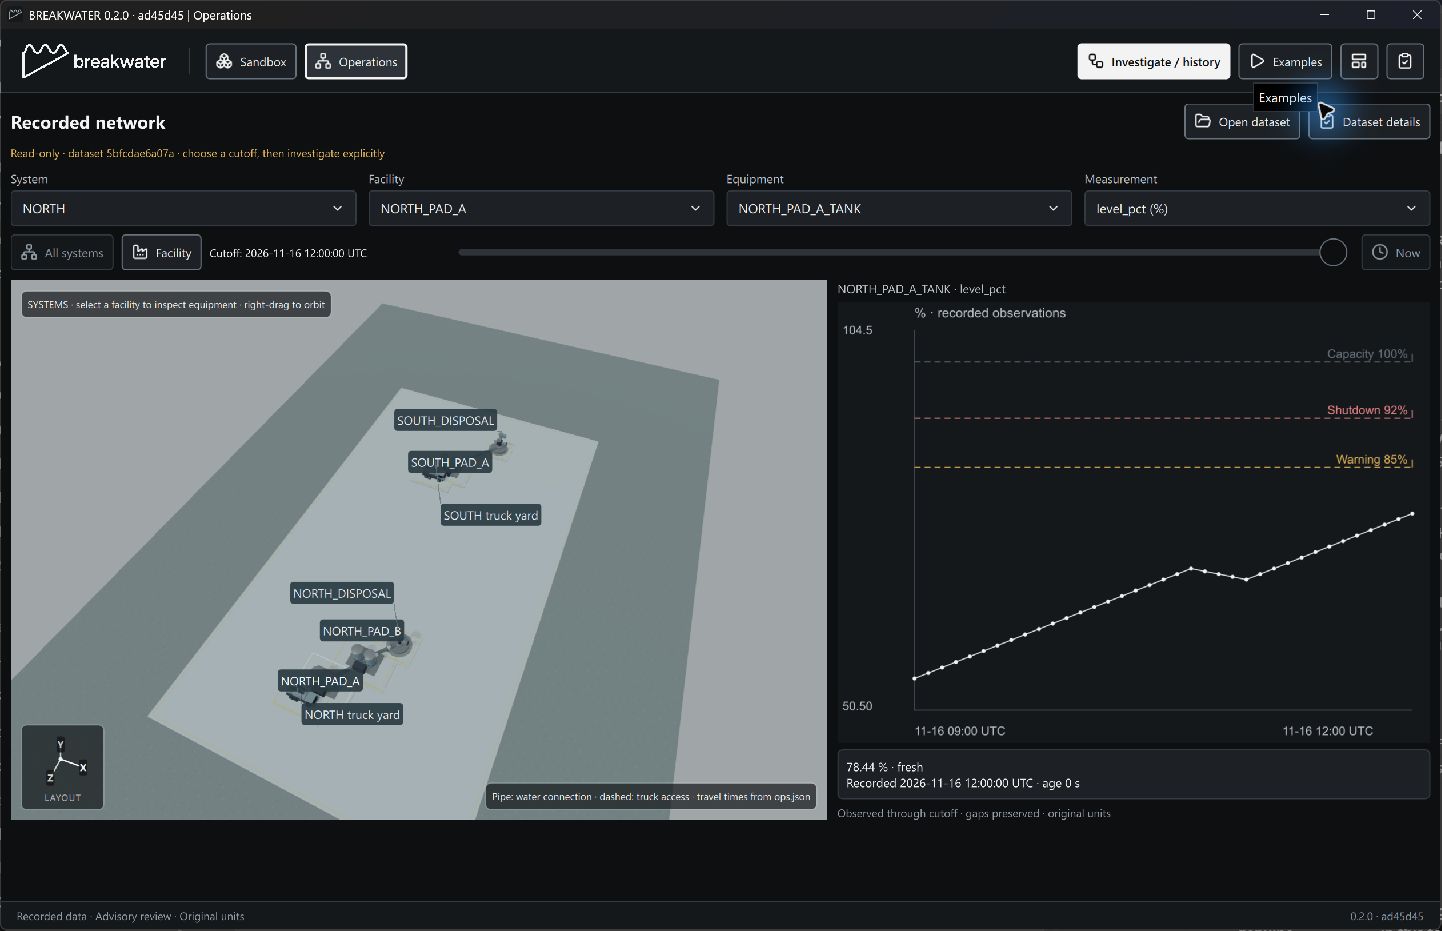 BREAKWATER 0.2.0 · ad45d45 | Operations
breakwater
Sandbox
Operations
Investigate / history
Examples
Examples
Recorded network
Open dataset
Dataset details
Read-only · dataset 5bfcdae6a07a · choose a cutoff, then investigate explicitly
System
Facility
Equipment
Measurement
NORTH
NORTH_PAD_A
NORTH_PAD_A_TANK
level_pct (%)
All systems
Facility
Cutoff: 2026-11-16 12:00:00 UTC
Now
SYSTEMS · select a facility to inspect equipment · right-drag to orbit
SOUTH_DISPOSAL
SOUTH_PAD_A
SOUTH truck yard
NORTH_DISPOSAL
NORTH_PAD_B
NORTH_PAD_A
NORTH truck yard
Y
X
Z
LAYOUT
Pipe: water connection · dashed: truck access · travel times from ops.json
NORTH_PAD_A_TANK · level_pct
% · recorded observations
104.5
Capacity 100%
Shutdown 92%
Warning 85%
50.50
11-16 09:00 UTC
11-16 12:00 UTC
78.44 % · fresh
Recorded 2026-11-16 12:00:00 UTC · age 0 s
Observed through cutoff · gaps preserved · original units
Recorded data · Advisory review · Original units
0.2.0 · ad45d45